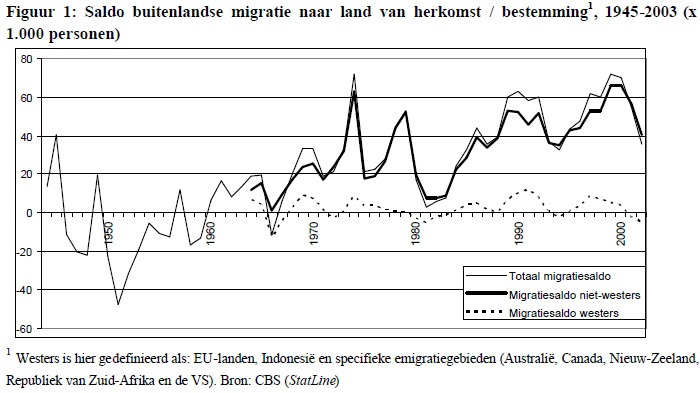 Figuur 1: Saldo buitenlandse migratie naar land van herkomst / bestemming¹, 1945-2003 (x
1.000 personen)
80
60
40
20
0
-20
-40
-60
1950
1960
1970
1980
1990
2000
Totaal migratiesaldo
Migratiesaldo niet-westers
Migratiesaldo westers
¹ Westers is hier gedefinieerd als: EU-landen, Indonesië en specifieke emigratiegebieden (Australië, Canada, Nieuw-Zeeland,
Republiek van Zuid-Afrika en de VS). Bron: CBS (StatLine)